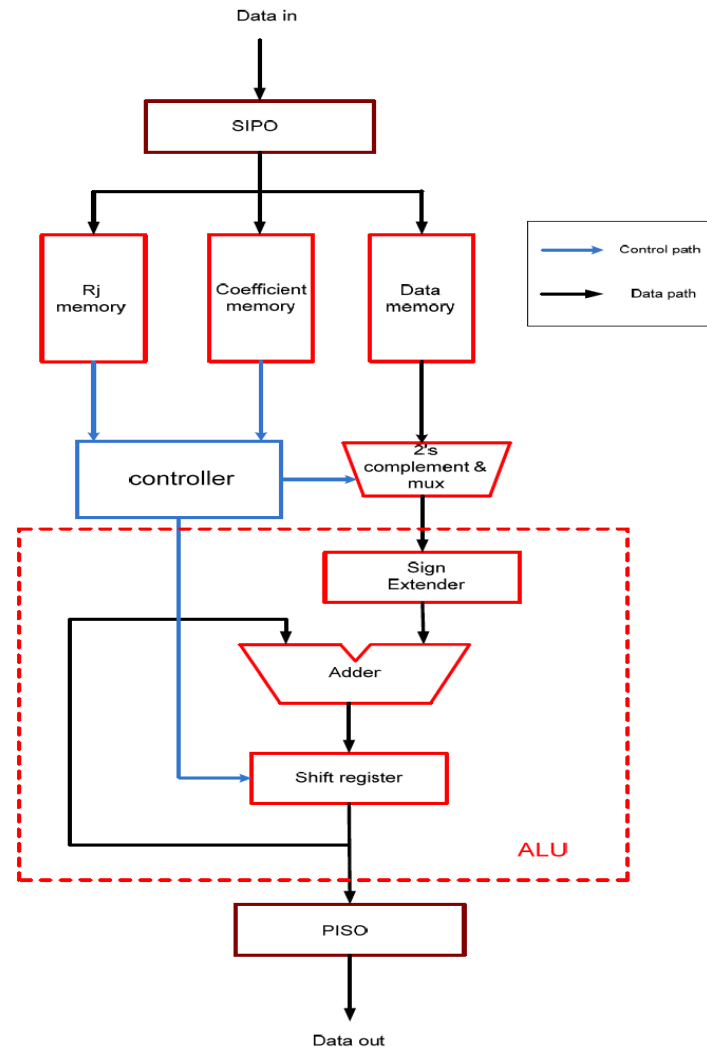 Data in
SIPO
Rj
memory
Coefficient
memory
Data
memory
Control path
Data path
controller
2's
complement &
mux
Sign
Extender
Adder
Shift register
ALU
PISO
Data out